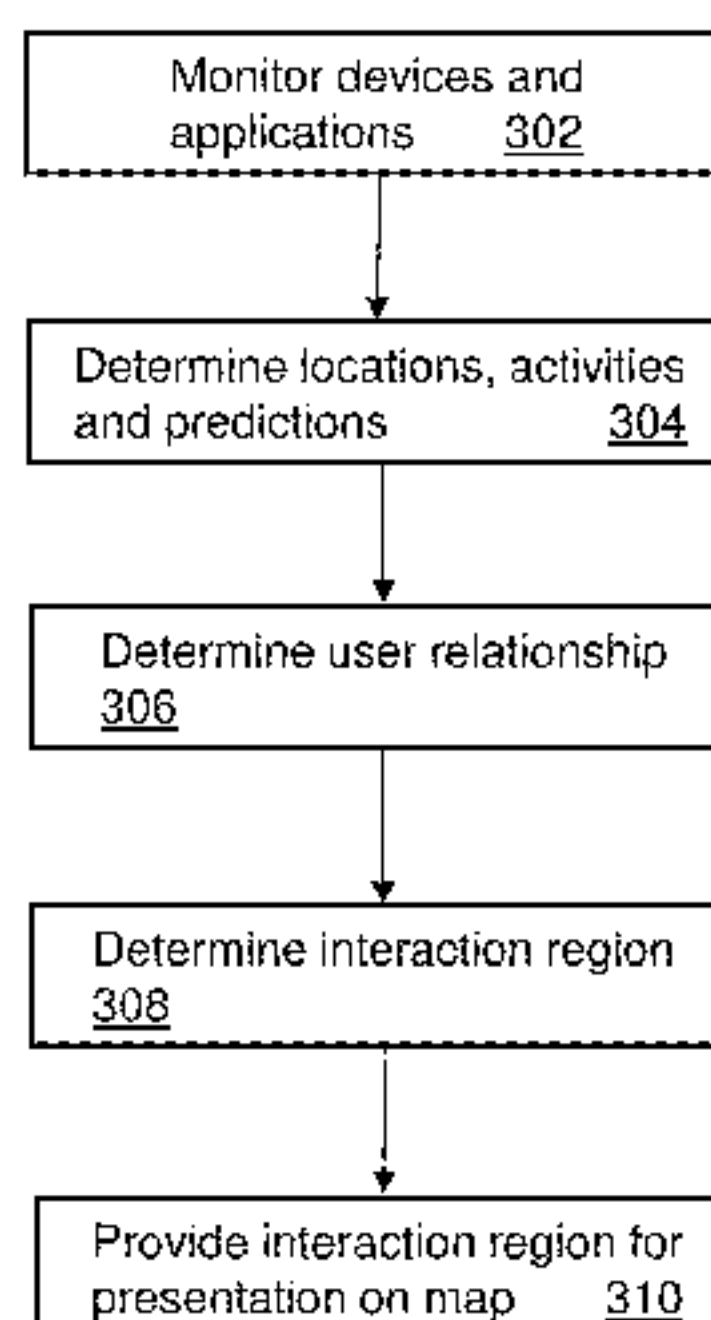 Monitor devices and
applications 302
Determine locations, activities
and predictions 304
Determine user relationship
306
Determine interaction region
308
Provide interaction region for
presentation on map 310